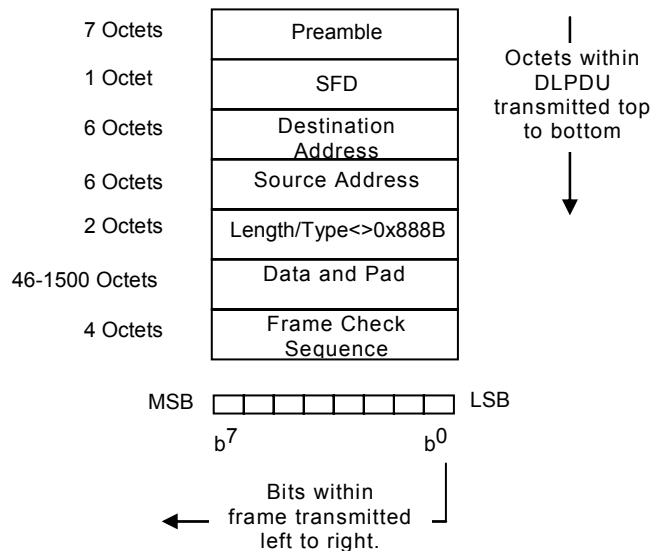 7 Octets Preamble
1 Octet SFD
6 Octets Destination
Address
6 Octets Source Address
2 Octets Length/Type<>0x888B
46-1500 Octets Data and Pad
4 Octets Frame Check
Sequence
Octets within
DLPDU
transmitted top
to bottom
MSB LSB
b7 b0
Bits within
frame transmitted
left to right.